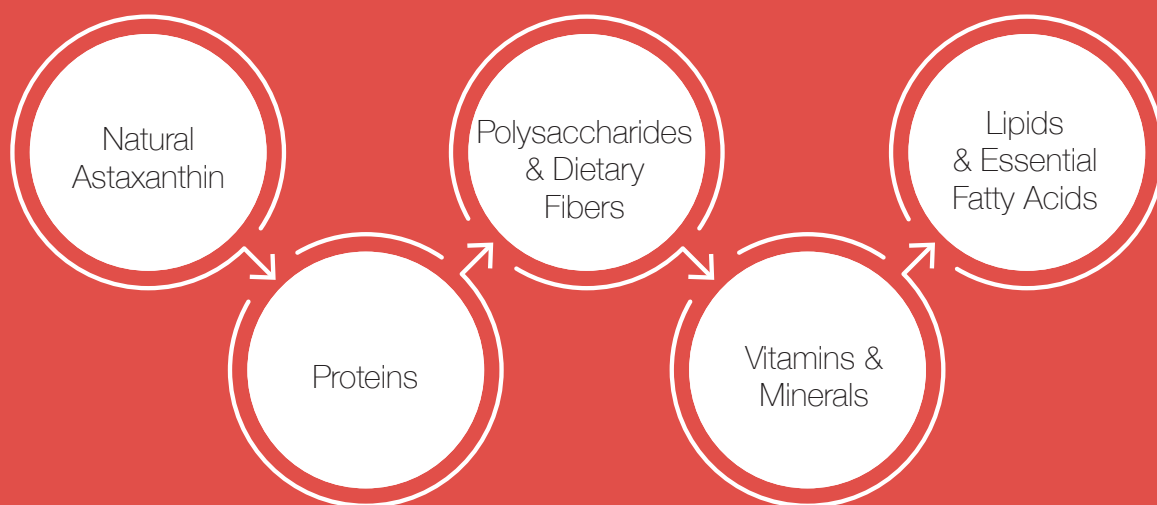 Natural
Astaxanthin
Proteins
Polysaccharides
& Dietary
Fibers
Vitamins &
Minerals
Lipids
& Essential
Fatty Acids